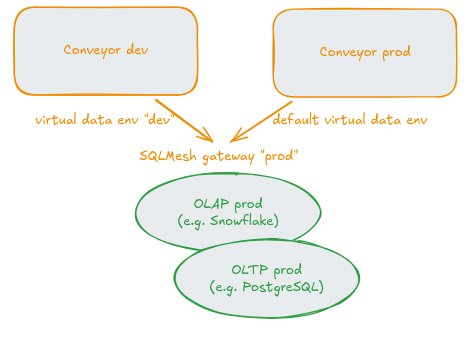 Conveyor dev
Conveyor prod
virtual data env "dev"
default virtual data env
SQLMesh gateway "prod"
OLAP prod
(e.g. Snowflake)
OLTP prod
(e.g. PostgreSQL)